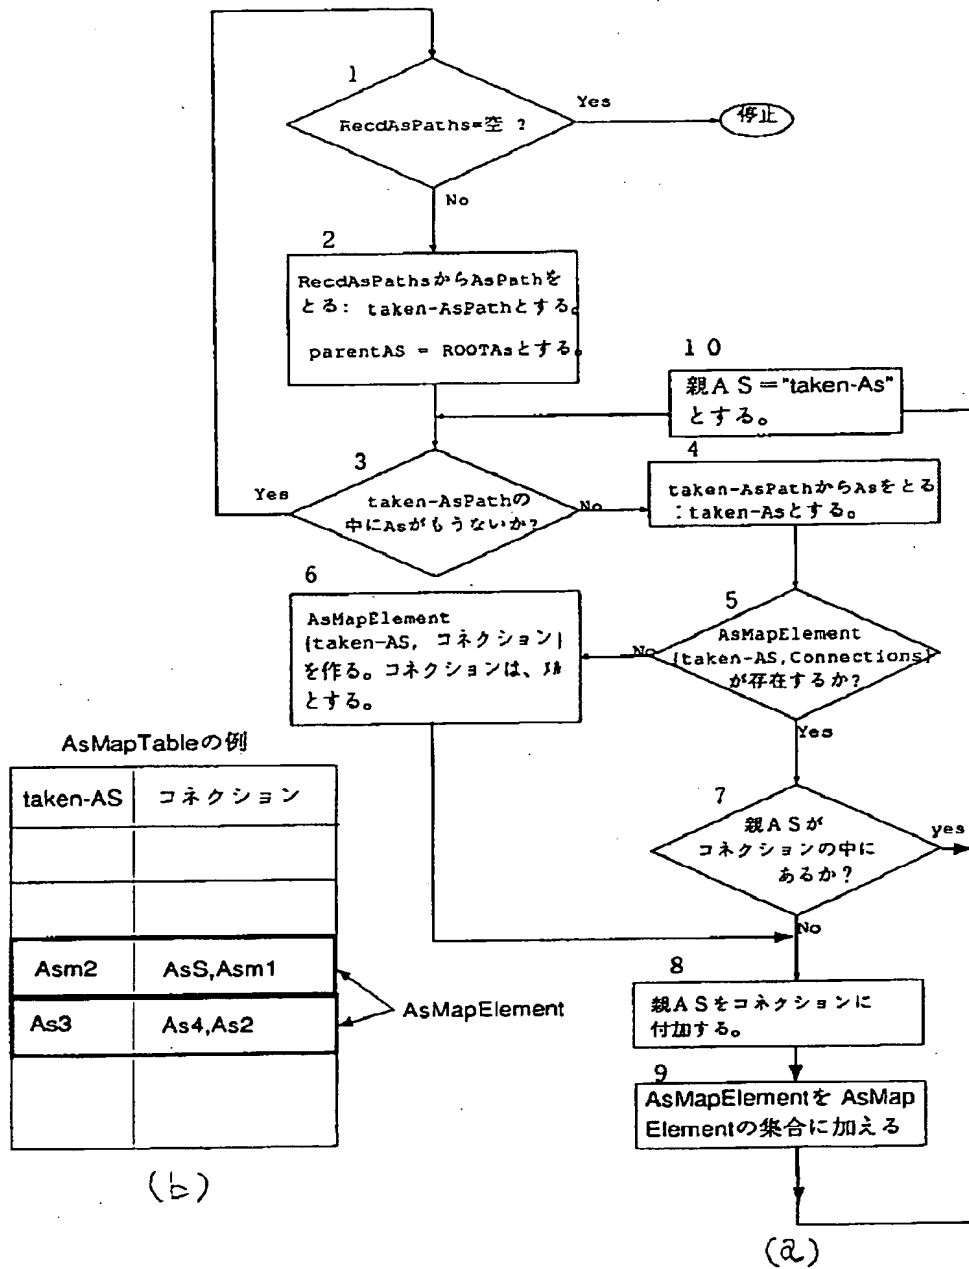 1
RecdAsPaths=空 ?
Yes
停止
No
2
RecdAsPathsからAsPathを
とる: taken-AsPathとする。
parentAS = ROOTAsとする。
10
親AS="taken-As"
とする。
3
Yes
taken-AsPathの
中にAsがもうないか?
No
4
taken-AsPathからAsをとる
:taken-Asとする。
6
AsMapElement
{taken-AS, コネクション}
を作る。コネクションは、
とする。
5
AsMapElement
{taken-AS,Connections}
が存在するか?
No
Yes
7
親ASが
コネクションの中に
あるか?
yes
No
8
親ASをコネクションに
付加する。
9
AsMapElementを AsMap
Elementの集合に加える
(a)
AsMapTableの例
taken-AS
コネクション
Asm2
AsS,Asm1
As3
As4,As2
AsMapElement
(b)